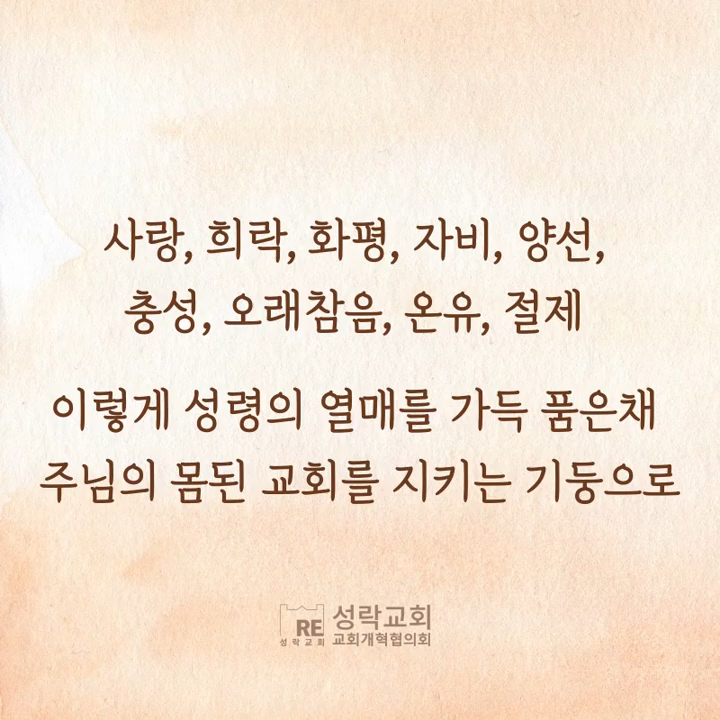 사랑, 희락, 화평, 자비, 양선,
충성, 오래참음, 온유, 절제
이렇게 성령의 열매를 가득 품은채
주님의 몸된 교회를 지키는 기둥으로
RE
성락교회
성락교회
교회개혁협의회